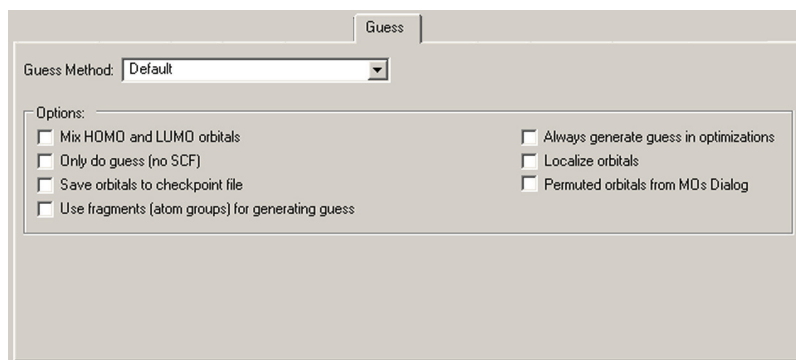 Guess
Guess Method: Default
Options:
Mix HOMO and LUMO orbitals
Always generate guess in optimizations
Only do guess (no SCF)
Localize orbitals
Save orbitals to checkpoint file
Permuted orbitals from MOs Dialog
Use fragments (atom groups) for generating guess